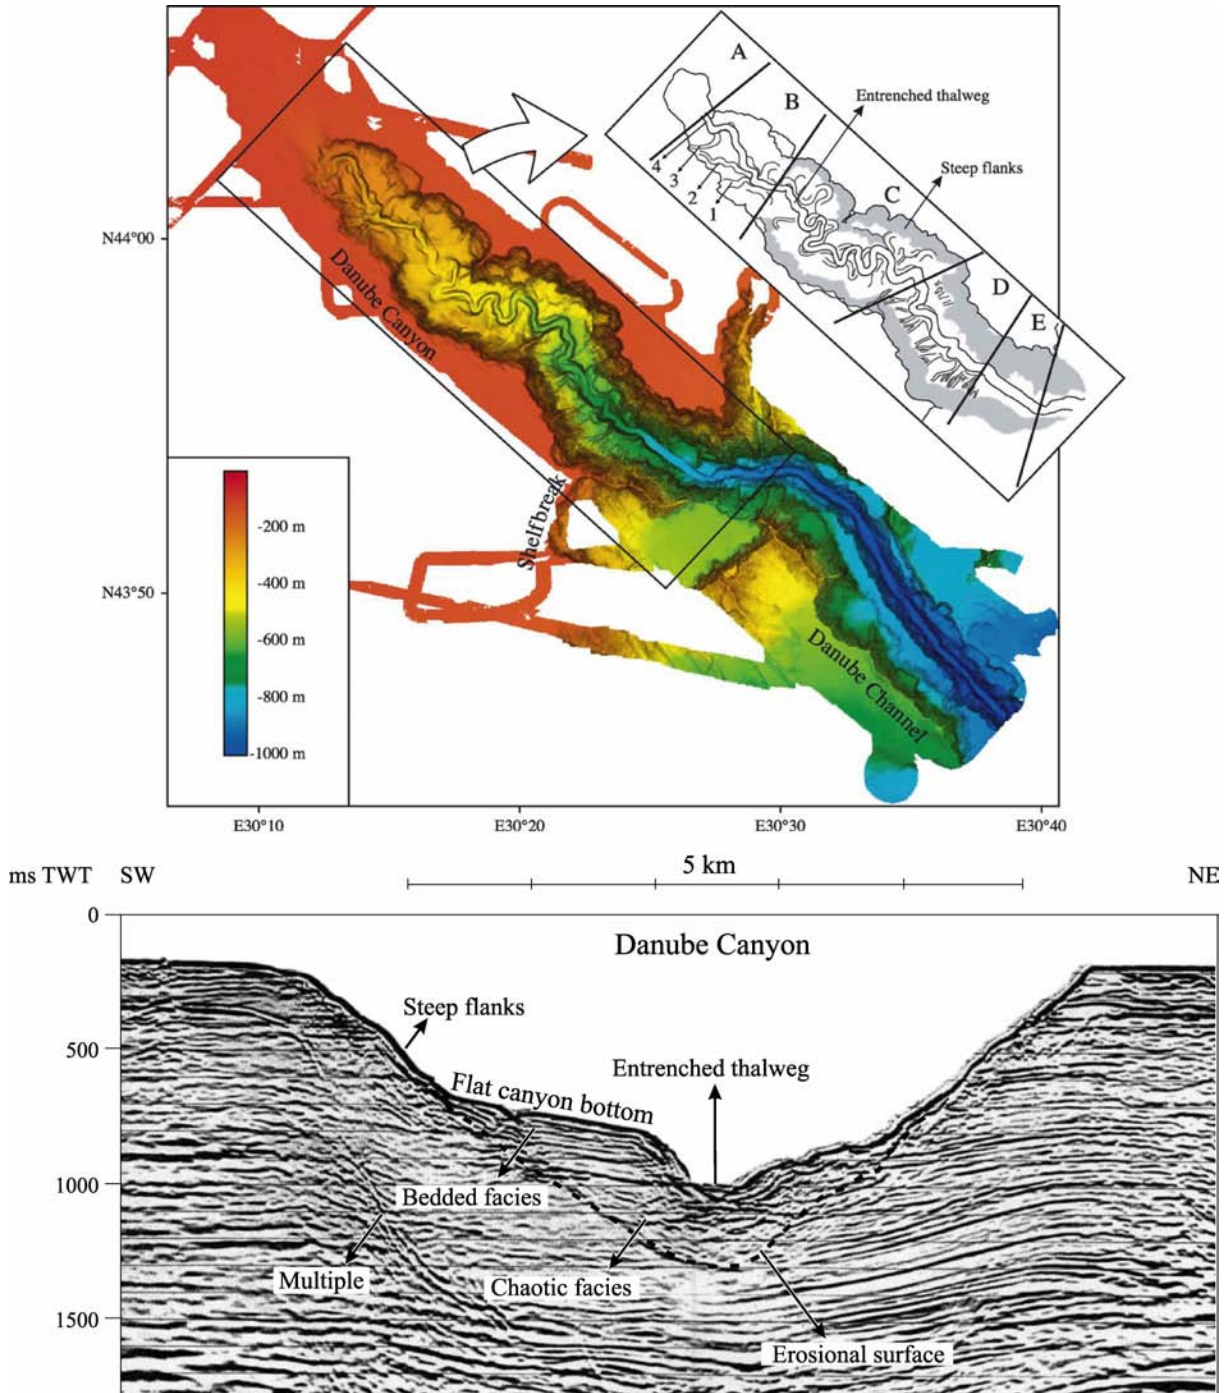 A
B
Entrenched thalweg
Steep flanks
C
4
3
2
1
D
E
N44°00
Danube Canyon
Shelfbreak
N43°50
-200 m
-400 m
-600 m
-800 m
-1000 m
Danube Channel
E30°10
E30°20
E30°30
E30°40
ms TWT
SW
5 km
NE
0
Danube Canyon
Steep flanks
500
Entrenched thalweg
Flat canyon bottom
1000
Bedded facies
Multiple
Chaotic facies
1500
Erosional surface